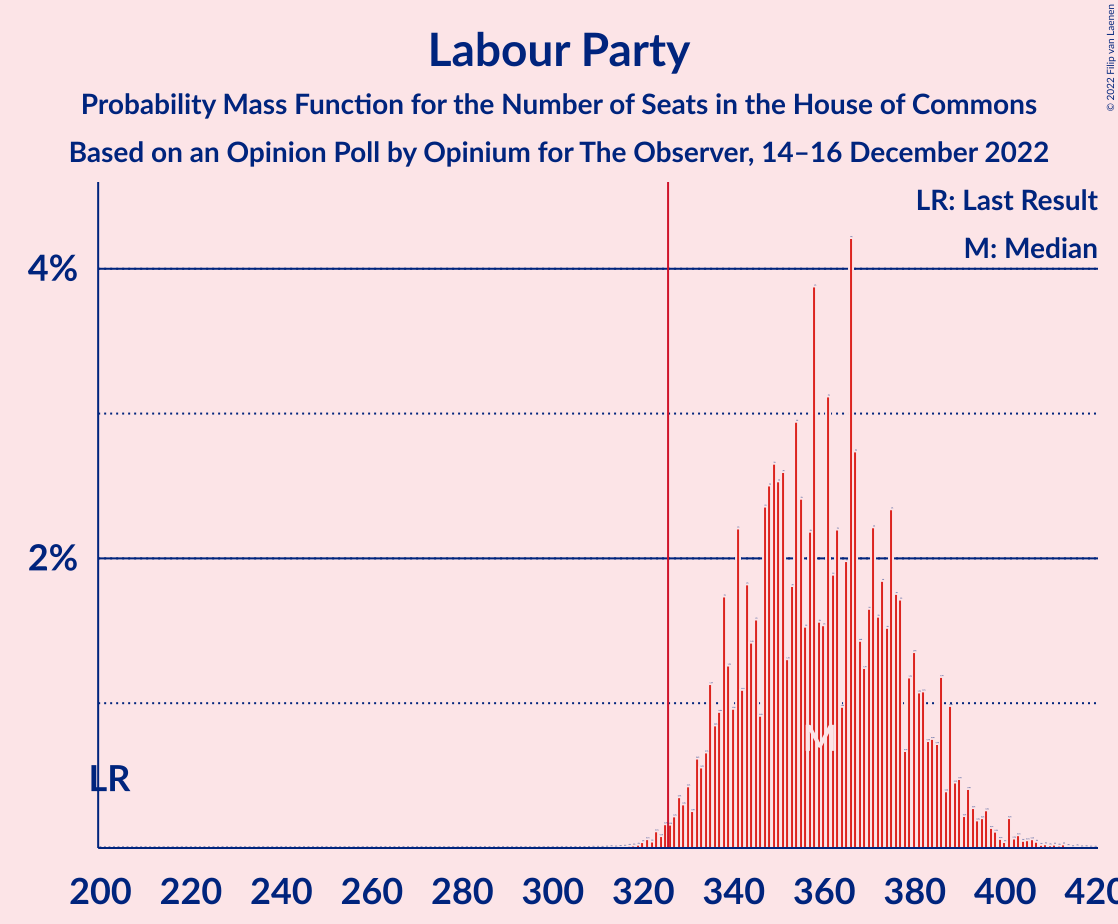 Labour Party
Probability Mass Function for the Number of Seats in the House of Commons
Based on an Opinion Poll by Opinium for The Observer, 14–16 December 2022
© 2022 Filip van Laenen
LR: Last Result
M: Median
4%
2%
LR
M
200 220 240 260 280 300 320 340 360 380 400 420